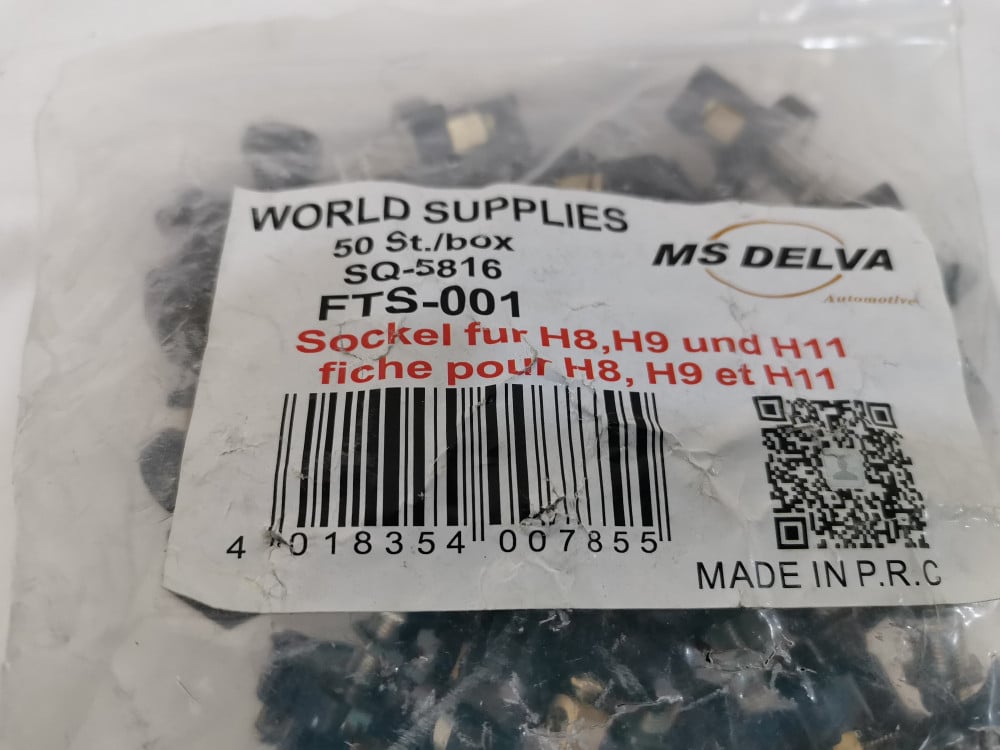 WORLD SUPPLIES
50 St./box
SQ-5816
FTS-001
MS DELVA
Automotive
Sockel fur H8,H9 und H11
fiche pour H8, H9 et H11
4 018354 007855
MADE IN P.R.C